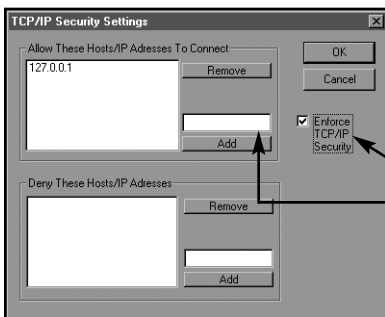 TCP/IP Security Settings
Allow These Hosts/IP Adresses To Connect
127.0.0.1
Remove
Add
OK
Cancel
Enforce
TCP/IP
Security
Deny These Hosts/IP Adresses
Remove
Add